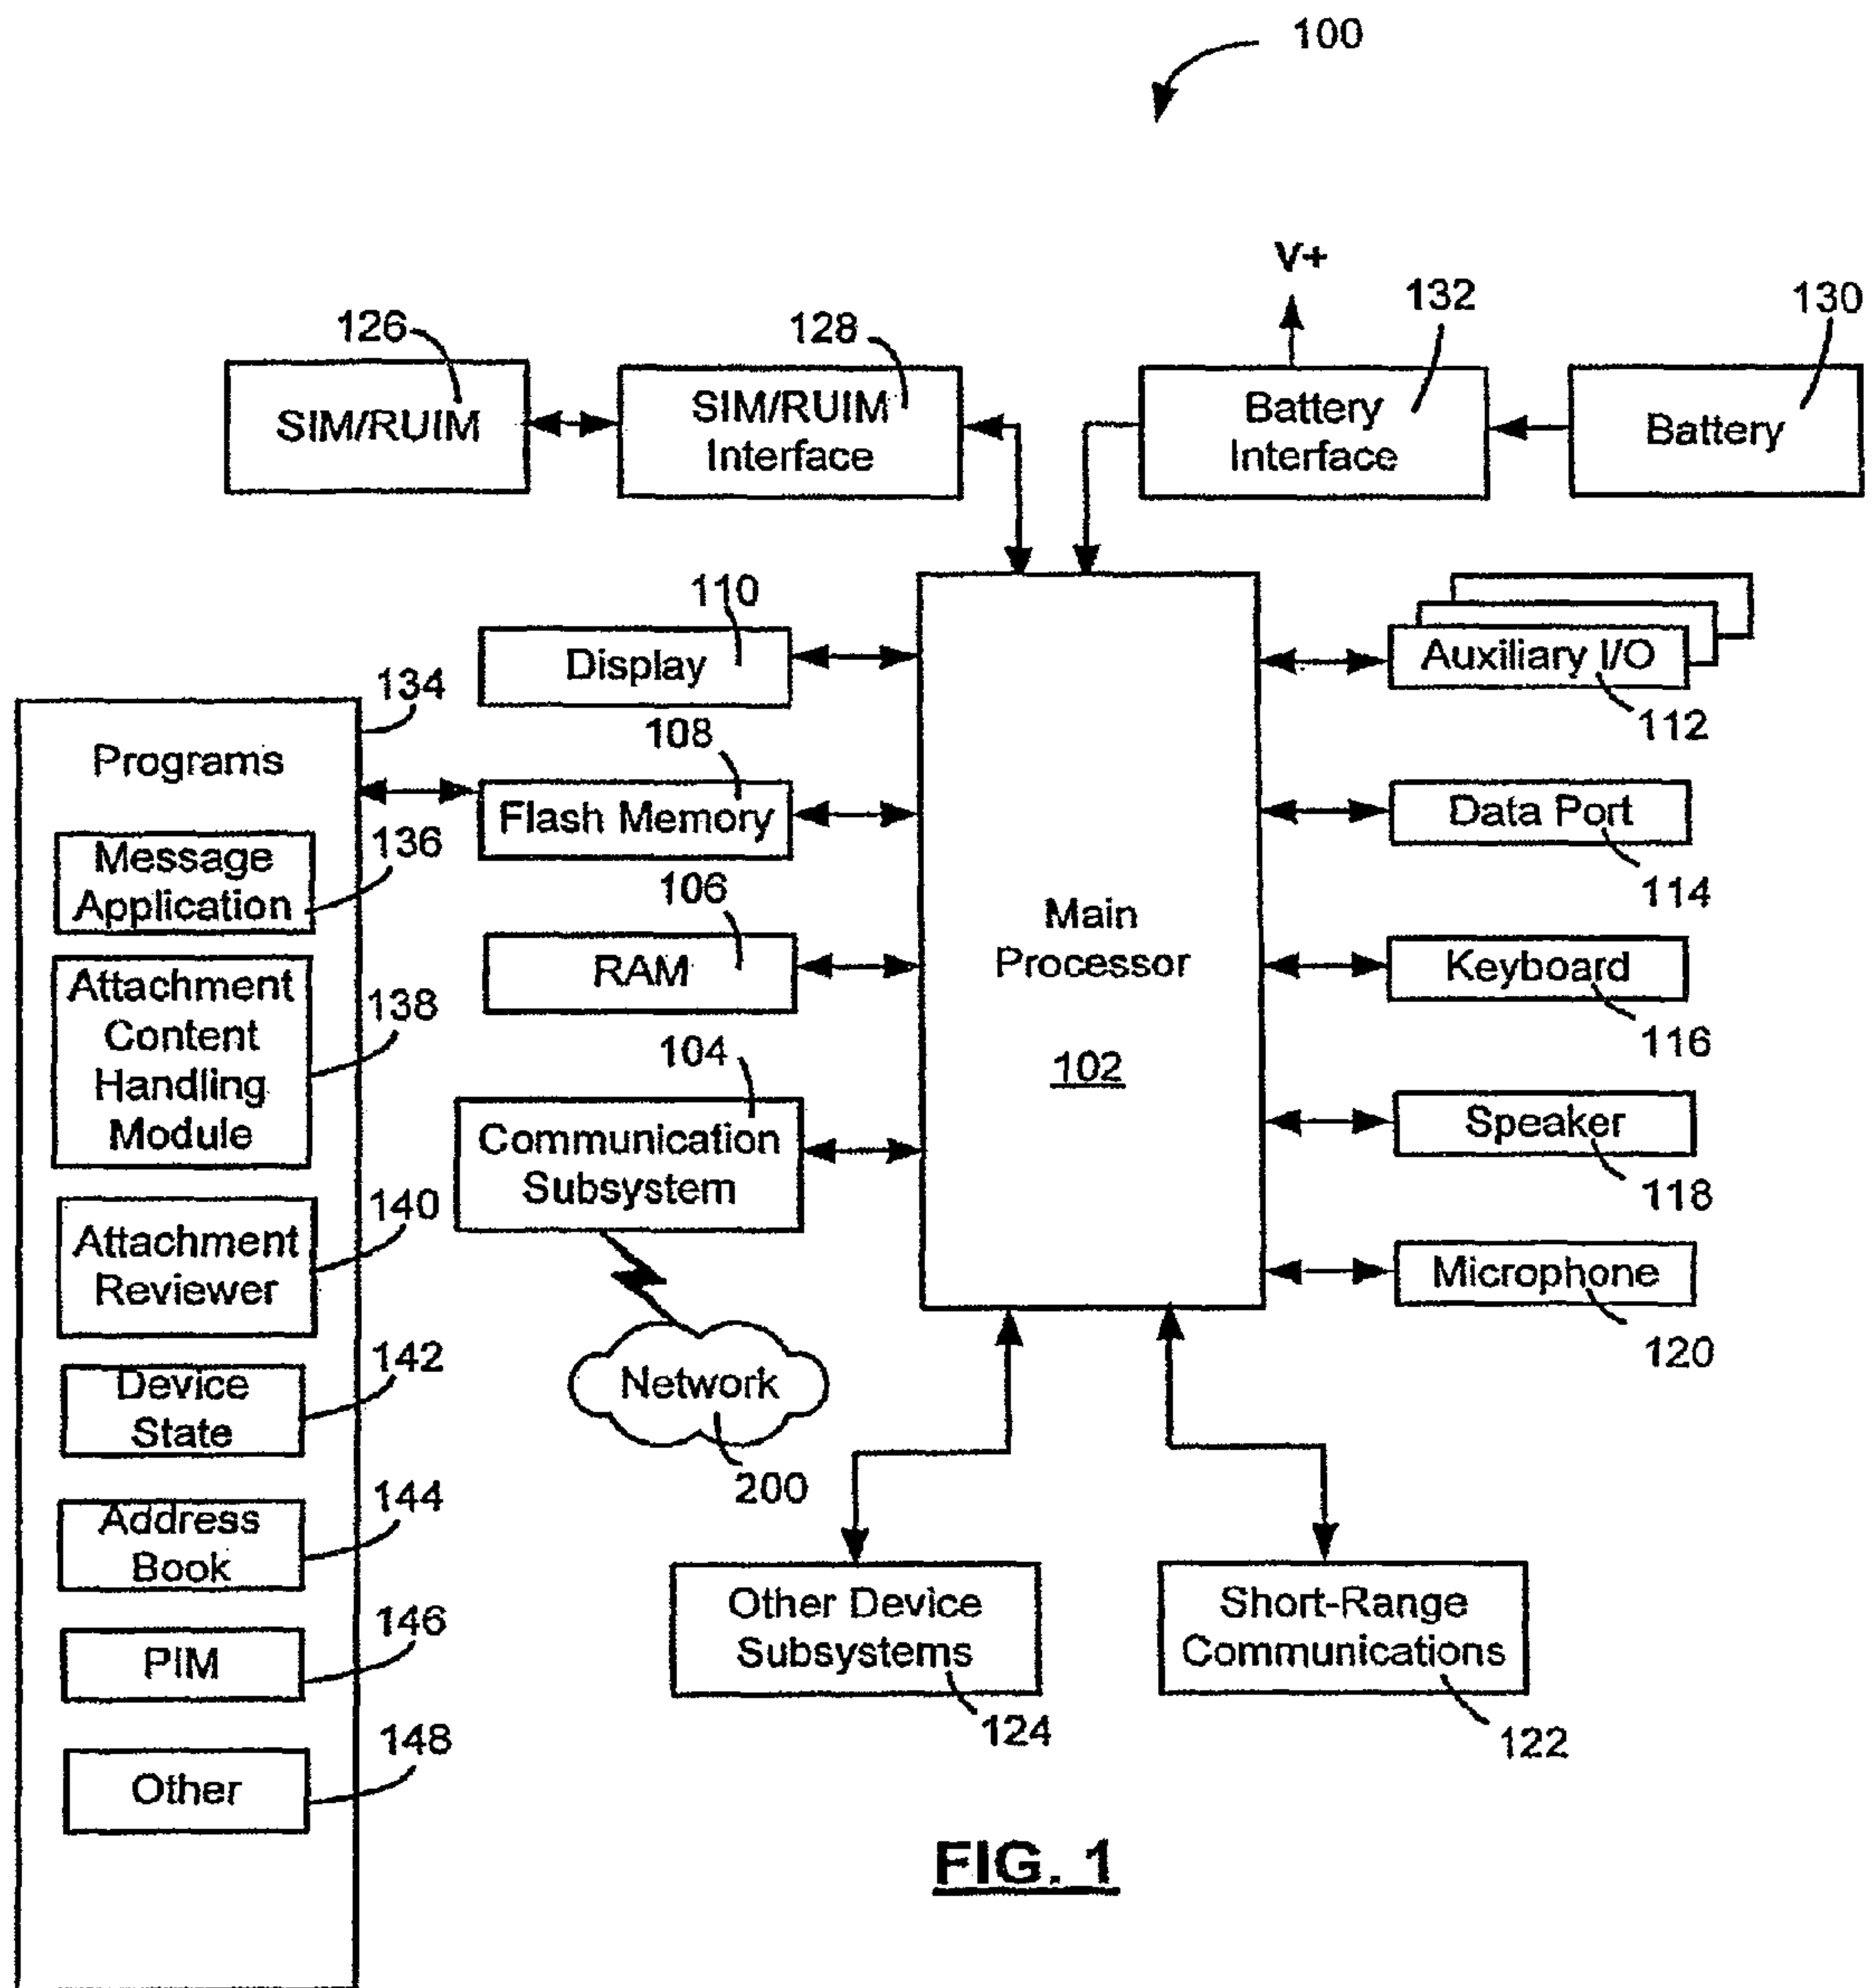 100
V+
126
128
132
130
SIM/RUIM
SIM/RUIM
Interface
Battery
Interface
Battery
110
Display
Auxiliary I/O
112
134
Programs
108
Flash Memory
Data Port
114
Message
Application
136
106
RAM
Main
Processor
102
Keyboard
116
Attachment
Content
Handling
Module
138
104
Communication
Subsystem
Speaker
118
Attachment
Reviewer
140
Microphone
120
Network
200
Device
State
142
Address
Book
144
Other Device
Subsystems
124
Short-Range
Communications
122
PIM
146
Other
148
FIG. 1